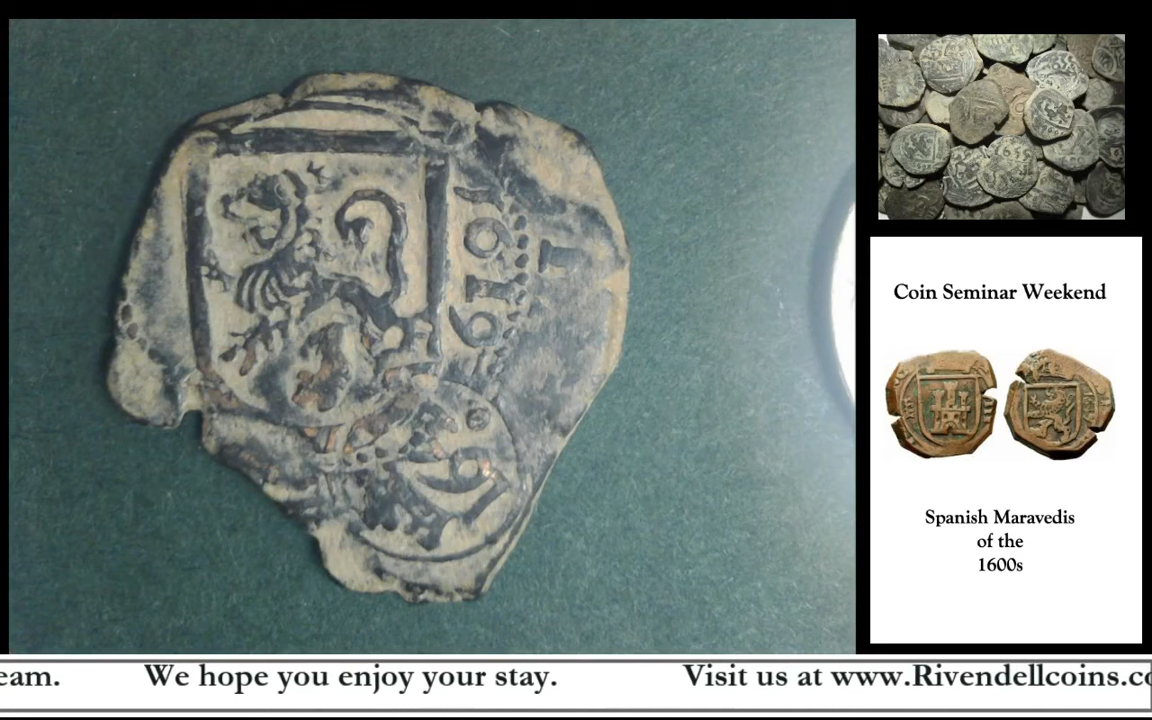 1619
I
Coin Seminar Weekend
Spanish Maravedis
of the
1600s
eam. We hope you enjoy your stay. Visit us at www.Rivendellcoins.co